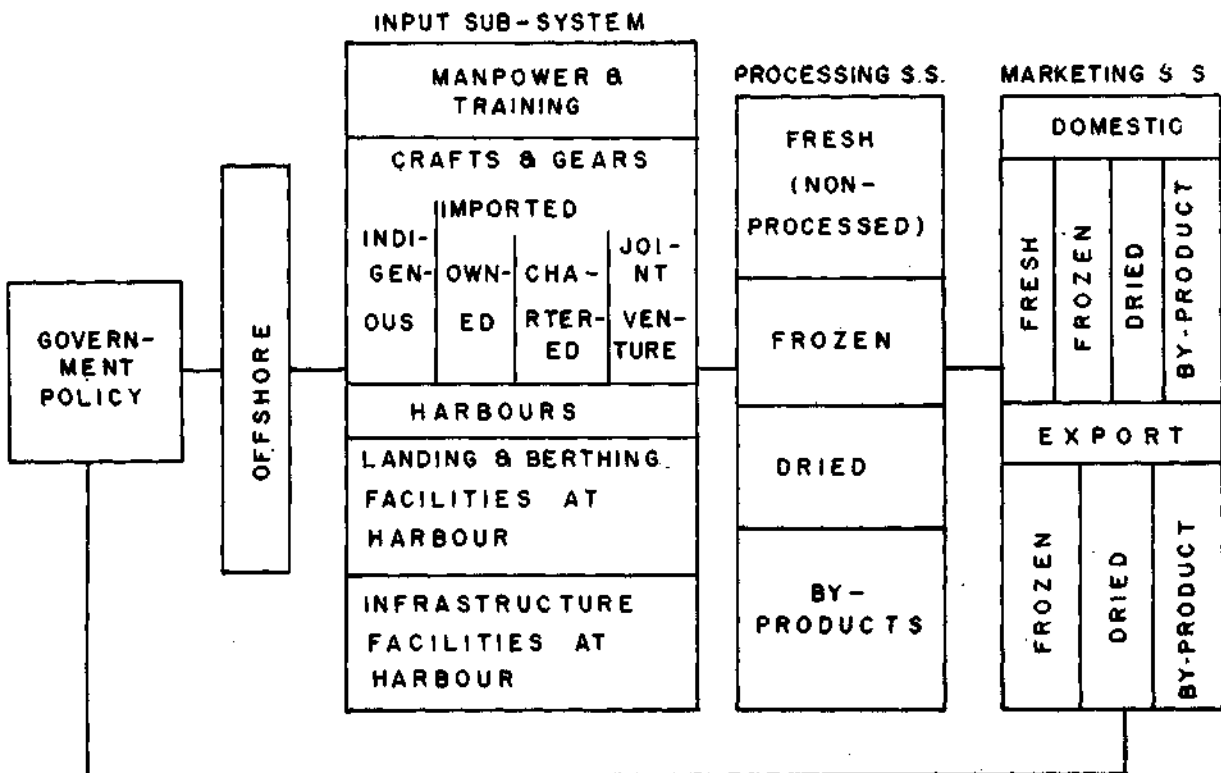 GOVERN-
MENT
POLICY
OFFSHORE
INPUT SUB-SYSTEM
MANPOWER &
TRAINING
CRAFTS & GEARS
IMPORTED
INDI-
GEN-
OUS
OWN-
ED
CHA-
RTER-
ED
JOI-
NT
VEN-
TURE
HARBOURS
LANDING & BERTHING
FACILITIES AT
HARBOUR
INFRASTRUCTURE
FACILITIES AT
HARBOUR
PROCESSING S.S.
FRESH
(NON-
PROCESSED)
FROZEN
DRIED
BY-
PRODUCTS
MARKETING S S
DOMESTIC
FRESH
FROZEN
DRIED
BY-PRODUCT
EXPORT
FROZEN
DRIED
BY-PRODUCT